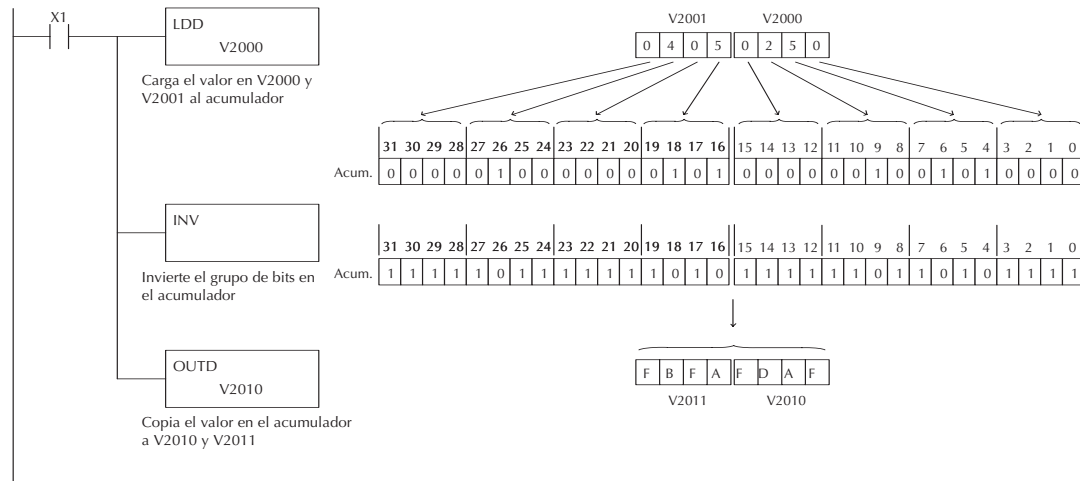 X1
LDD
V2000
Carga el valor en V2000 y
V2001 al acumulador
V2001 V2000
0 4 0 5 0 2 5 0
31 30 29 28 27 26 25 24 23 22 21 20 19 18 17 16 15 14 13 12 11 10 9 8 7 6 5 4 3 2 1 0
Acum. 0 0 0 0 0 1 0 0 0 0 0 0 0 1 0 1 0 0 0 0 0 0 1 0 0 1 0 1 0 0 0 0
INV
Invierte el grupo de bits en
el acumulador
31 30 29 28 27 26 25 24 23 22 21 20 19 18 17 16 15 14 13 12 11 10 9 8 7 6 5 4 3 2 1 0
Acum. 1 1 1 1 1 0 1 1 1 1 1 1 1 0 1 0 1 1 1 1 1 1 0 1 1 0 1 0 1 1 1 1
OUTD
V2010
Copia el valor en el acumulador
a V2010 y V2011
F B F A F D A F
V2011 V2010